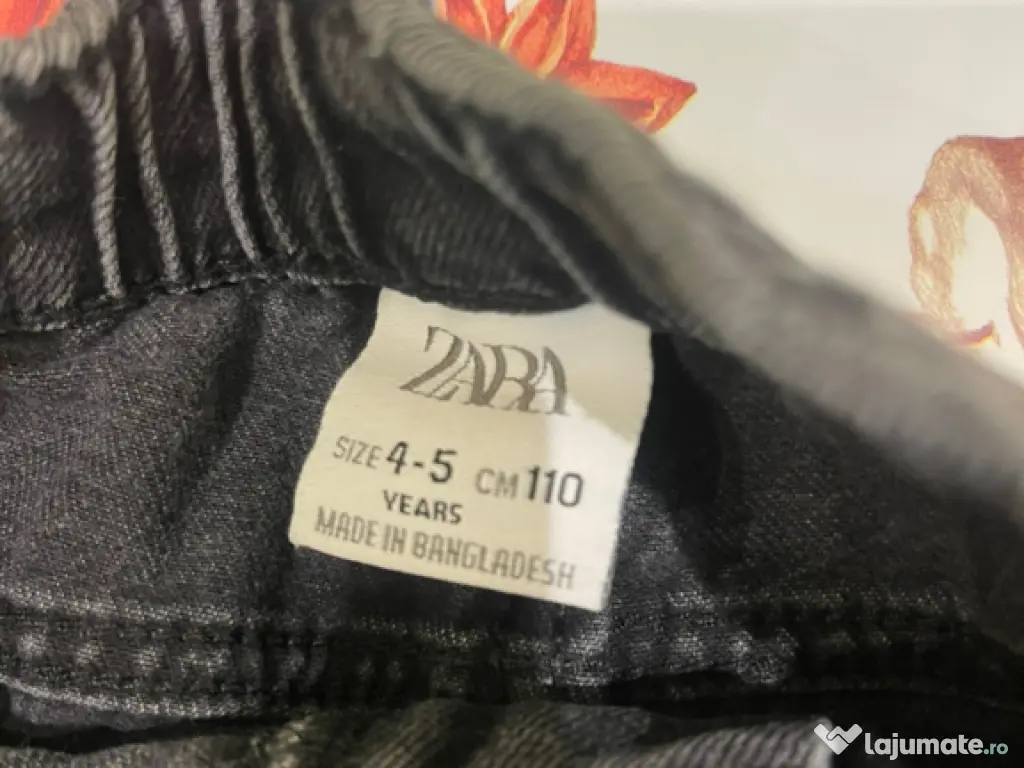 ZARA
SIZE 4-5 CM 110
YEARS
MADE IN BANGLADESH
lajumate.ro